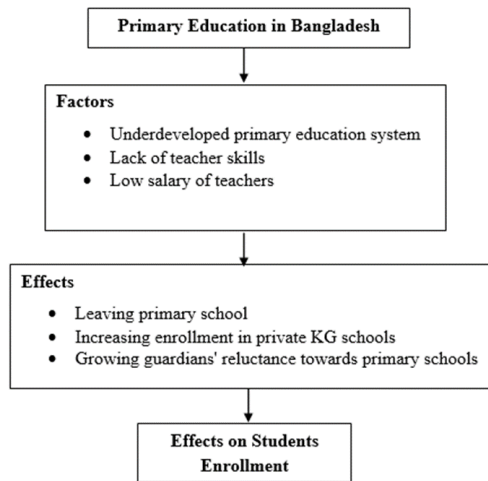 Primary Education in Bangladesh
Factors
• Underdeveloped primary education system
• Lack of teacher skills
• Low salary of teachers
Effects
• Leaving primary school
• Increasing enrollment in private KG schools
• Growing guardians' reluctance towards primary schools
Effects on Students
Enrollment